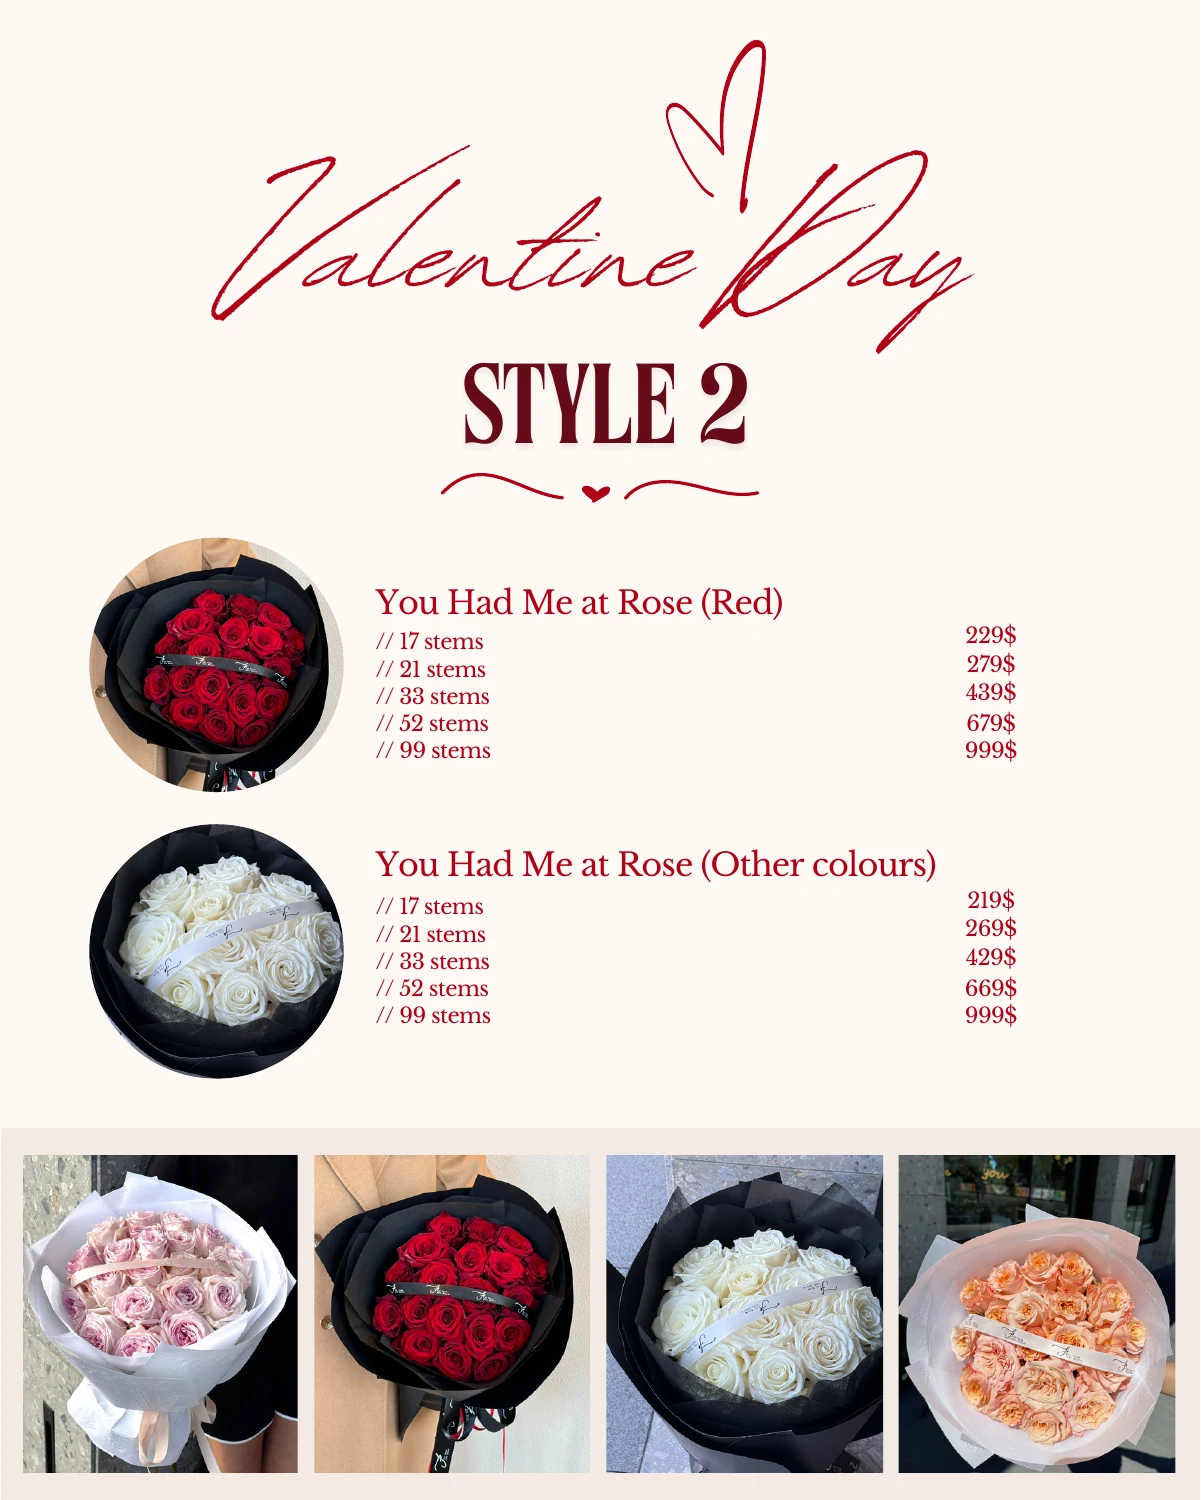 Valentine Day
STYLE 2
You Had Me at Rose (Red)
// 17 stems 229$
// 21 stems 279$
// 33 stems 439$
// 52 stems 679$
// 99 stems 999$
You Had Me at Rose (Other colours)
// 17 stems 219$
// 21 stems 269$
// 33 stems 429$
// 52 stems 669$
// 99 stems 999$
you